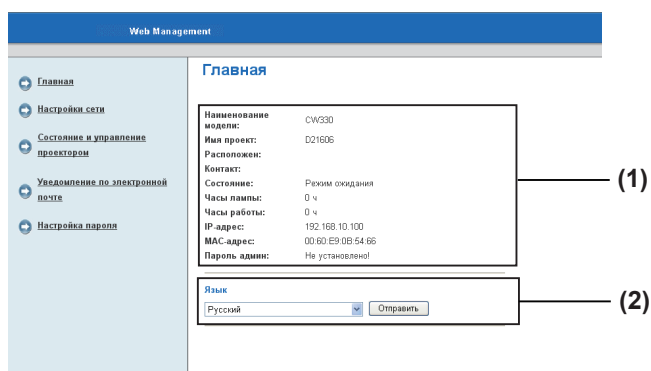 Web Management
Главная
Настройки сети
Состояние и управление
проектором
Уведомление по электронной
почте
Настройка пароля
Главная
Наименование
модели: CW330
Имя проект: D21606
Расположен:
Контакт:
Состояние: Режим ожидания
Часы лампы: 0 ч
Часы работы: 0 ч
IP-адрес: 192.168.10.100
MAC-адрес: 00:60:E9:0B:54:66
Пароль админ: Не установлено!
(1)
Язык
Русский Отправить
(2)